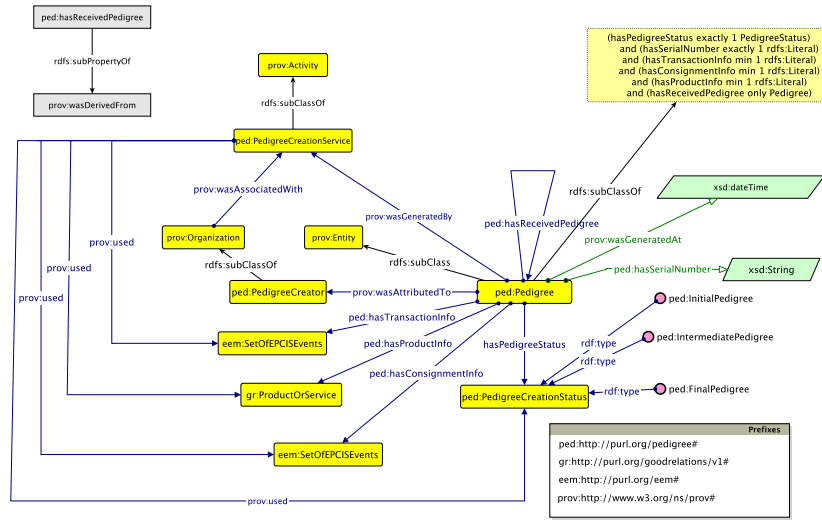 ped:hasReceivedPedigree
rdfs:subPropertyOf
prov:wasDerivedFrom
prov:Activity
rdfs:subClassOf
ped:PedigreeCreationService
(hasPedigreeStatus exactly 1 PedigreeStatus)
and (hasSerialNumber exactly 1 rdfs:Literal)
and (hasTransactionInfo min 1 rdfs:Literal)
and (hasConsignmentInfo min 1 rdfs:Literal)
and (hasProductInfo min 1 rdfs:Literal)
and (hasReceivedPedigree only Pedigree)
prov:wasAssociatedWith
prov:wasGeneratedBy
ped:hasReceivedPedigree
rdfs:subClassOf
xsd:dateTime
prov:wasGeneratedAt
prov:used
prov:used
prov:used
prov:Organization
prov:Entity
rdfs:subClassOf
rdfs:subClass
ped:hasSerialNumber
xsd:String
ped:PedigreeCreator
prov:wasAttributedTo
ped:Pedigree
ped:hasTransactionInfo
eem:SetOfEPCISEvents
ped:hasProductInfo
hasPedigreeStatus
ped:hasConsignmentInfo
gr:ProductOrService
ped:PedigreeCreationStatus
rdf:type
ped:InitialPedigree
rdf:type
ped:IntermediatePedigree
rdf:type
ped:FinalPedigree
eem:SetOfEPCISEvents
prov:used
Prefixes
ped:http://purl.org/pedigree#
gr:http://purl.org/goodrelations/v1#
eem:http://purl.org/eem#
prov:http://www.w3.org/ns/prov#